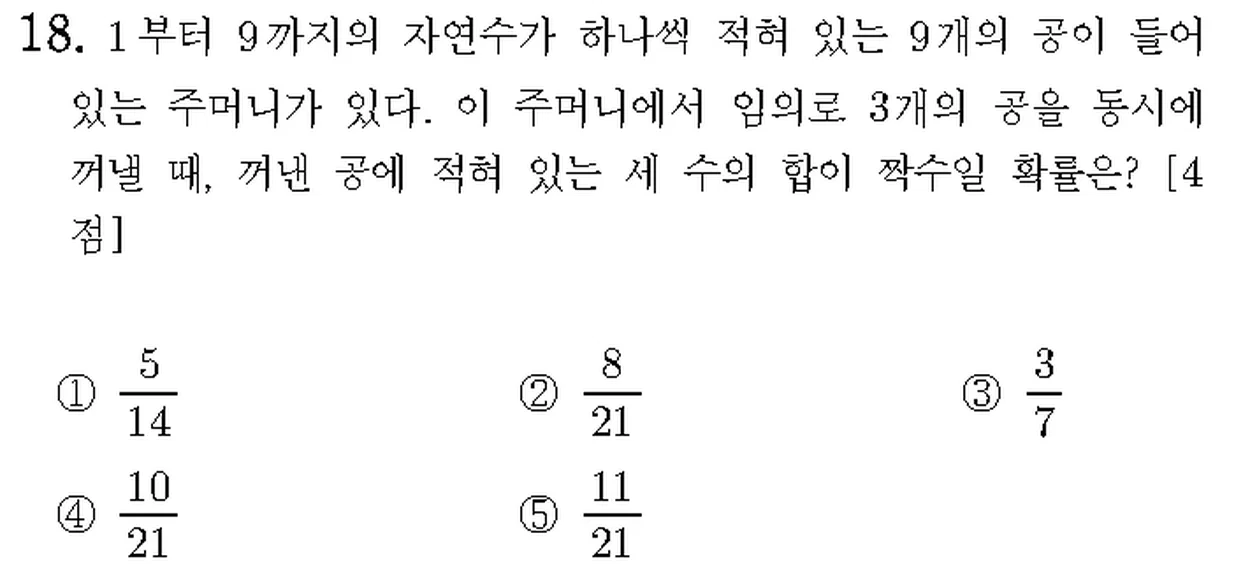 18. 1부터 9까지의 자연수가 하나씩 적혀 있는 9개의 공이 들어
있는 주머니가 있다. 이 주머니에서 임의로 3개의 공을 동시에
꺼낼 때, 꺼낸 공에 적혀 있는 세 수의 합이 짝수일 확률은? [4
점]
① 5/14 ② 8/21 ③ 3/7
④ 10/21 ⑤ 11/21